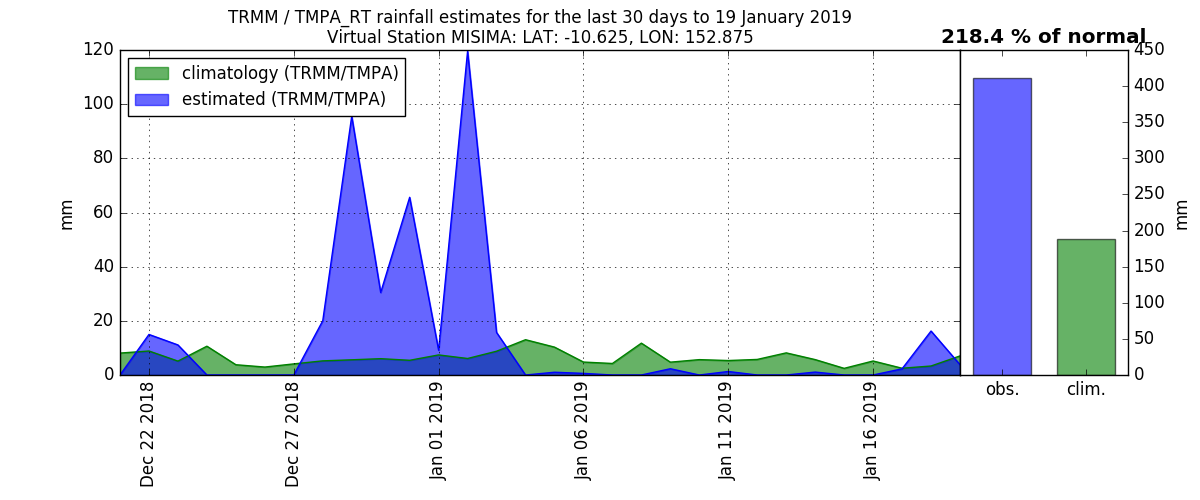 TRMM / TMPA_RT rainfall estimates for the last 30 days to 19 January 2019
Virtual Station MISIMA: LAT: -10.625, LON: 152.875
218.4 % of normal
climatology (TRMM/TMPA)
estimated (TRMM/TMPA)
120
100
80
60
40
20
0
mm
Dec 22 2018
Dec 27 2018
Jan 01 2019
Jan 06 2019
Jan 11 2019
Jan 16 2019
450
400
350
300
250
200
150
100
50
0
mm
obs.
clim.